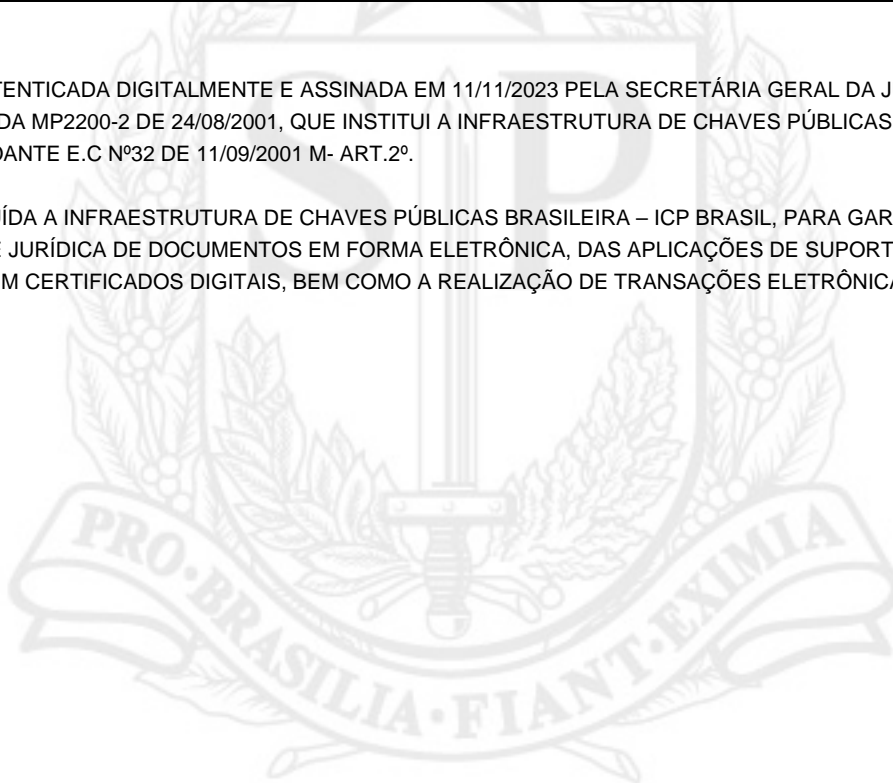 TENTICADA DIGITALMENTE E ASSINADA EM 11/11/2023 PELA SECRETÁRIA GERAL DA J
DA MP2200-2 DE 24/08/2001, QUE INSTITUI A INFRAESTRUTURA DE CHAVES PÚBLICAS
DANTE E.C Nº32 DE 11/09/2001 M- ART.2º.
ÍDA A INFRAESTRUTURA DE CHAVES PÚBLICAS BRASILEIRA – ICP BRASIL, PARA GAR
E JURÍDICA DE DOCUMENTOS EM FORMA ELETRÔNICA, DAS APLICAÇÕES DE SUPORT
M CERTIFICADOS DIGITAIS, BEM COMO A REALIZAÇÃO DE TRANSAÇÕES ELETRÔNICA
SP
PRO·BRASILIA·FIANT·EXIMIA